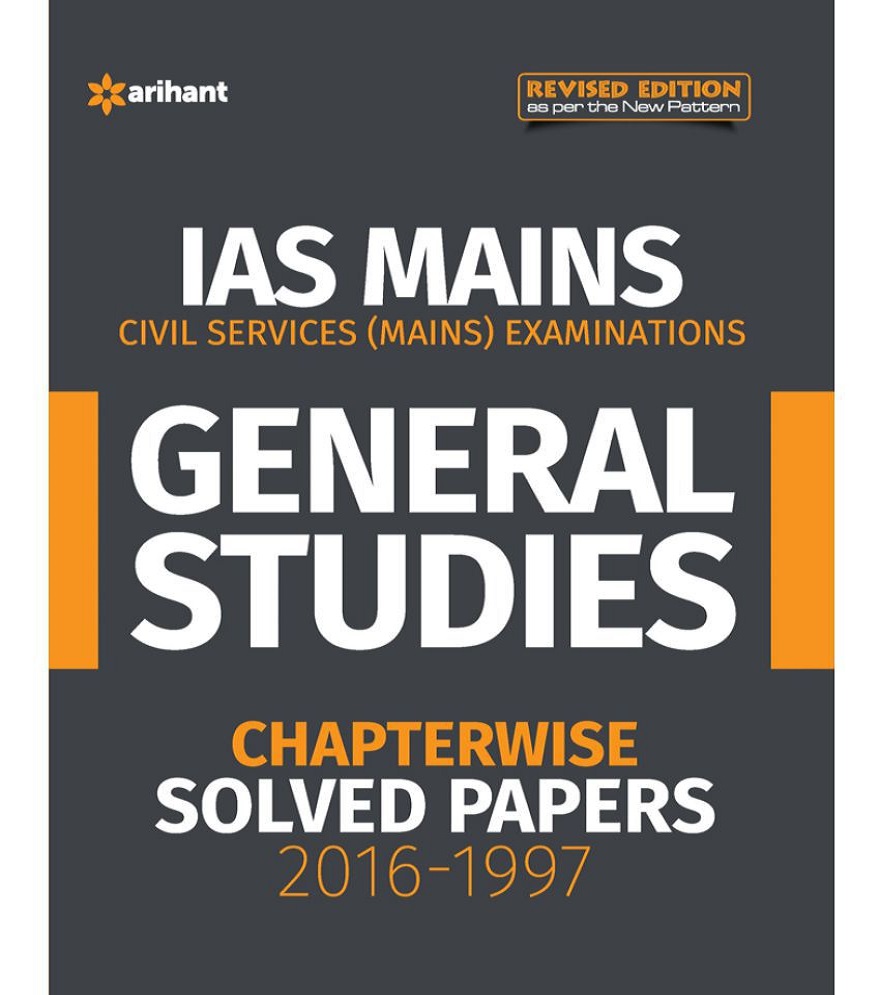 arihant
REVISED EDITION
as per the New Pattern
IAS MAINS
CIVIL SERVICES (MAINS) EXAMINATIONS
GENERAL
STUDIES
CHAPTERWISE
SOLVED PAPERS
2016-1997